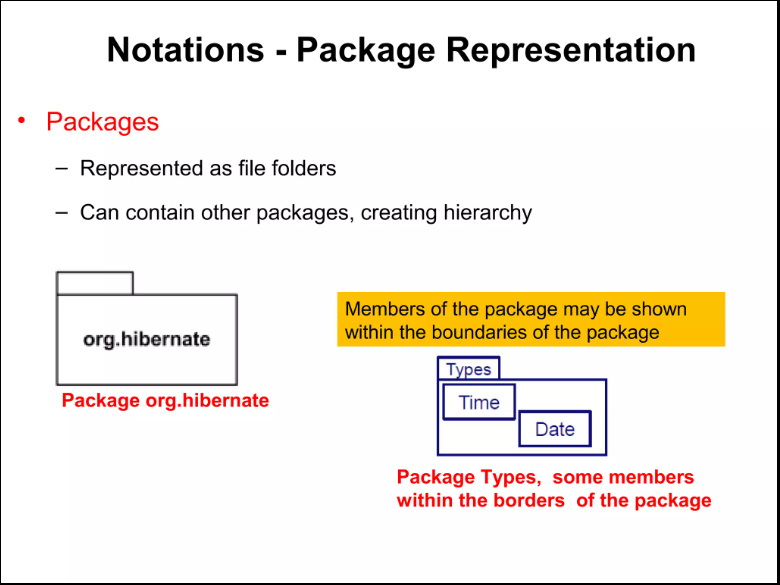 Notations - Package Representation
• Packages
– Represented as file folders
– Can contain other packages, creating hierarchy
org.hibernate
Package org.hibernate
Members of the package may be shown
within the boundaries of the package
Types
Time
Date
Package Types, some members
within the borders of the package